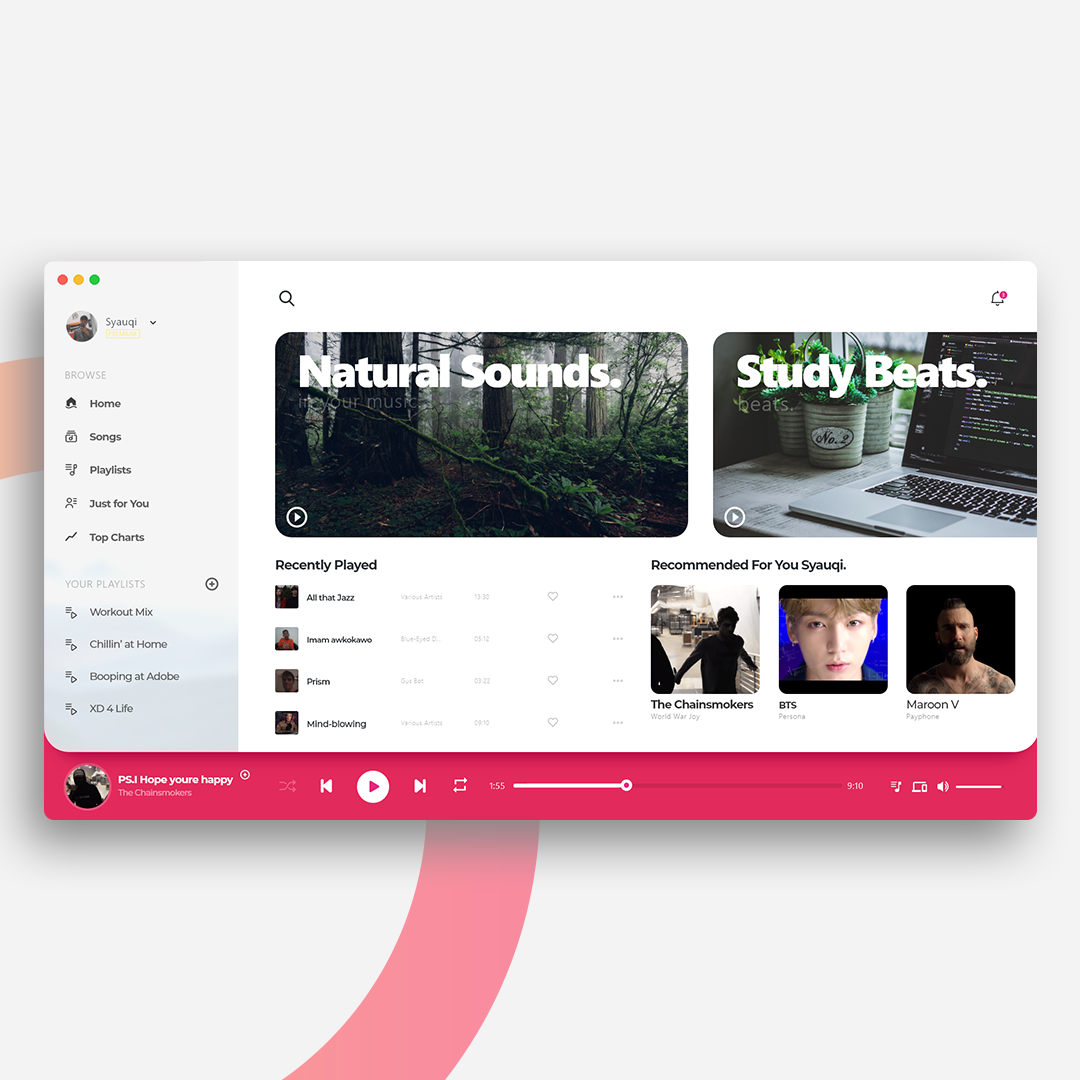 Syauqi
BROWSE
Home
Songs
Playlists
Just for You
Top Charts
YOUR PLAYLISTS
Workout Mix
Chillin' at Home
Booping at Adobe
XD 4 Life
Natural Sounds.
in your music.
Study Beats.
beats.
No. 2
Recently Played
All that Jazz Various Artists 13:30
Imam awkokawo Blue-Eyed D... 05:12
Prism Gus Bat 03:22
Mind-blowing Various Artists 09:10
Recommended For You Syauqi.
The Chainsmokers
World War Joy
BTS
Persona
Maroon V
Payphone
PS.I Hope youre happy
The Chainsmokers
1:55
9:10